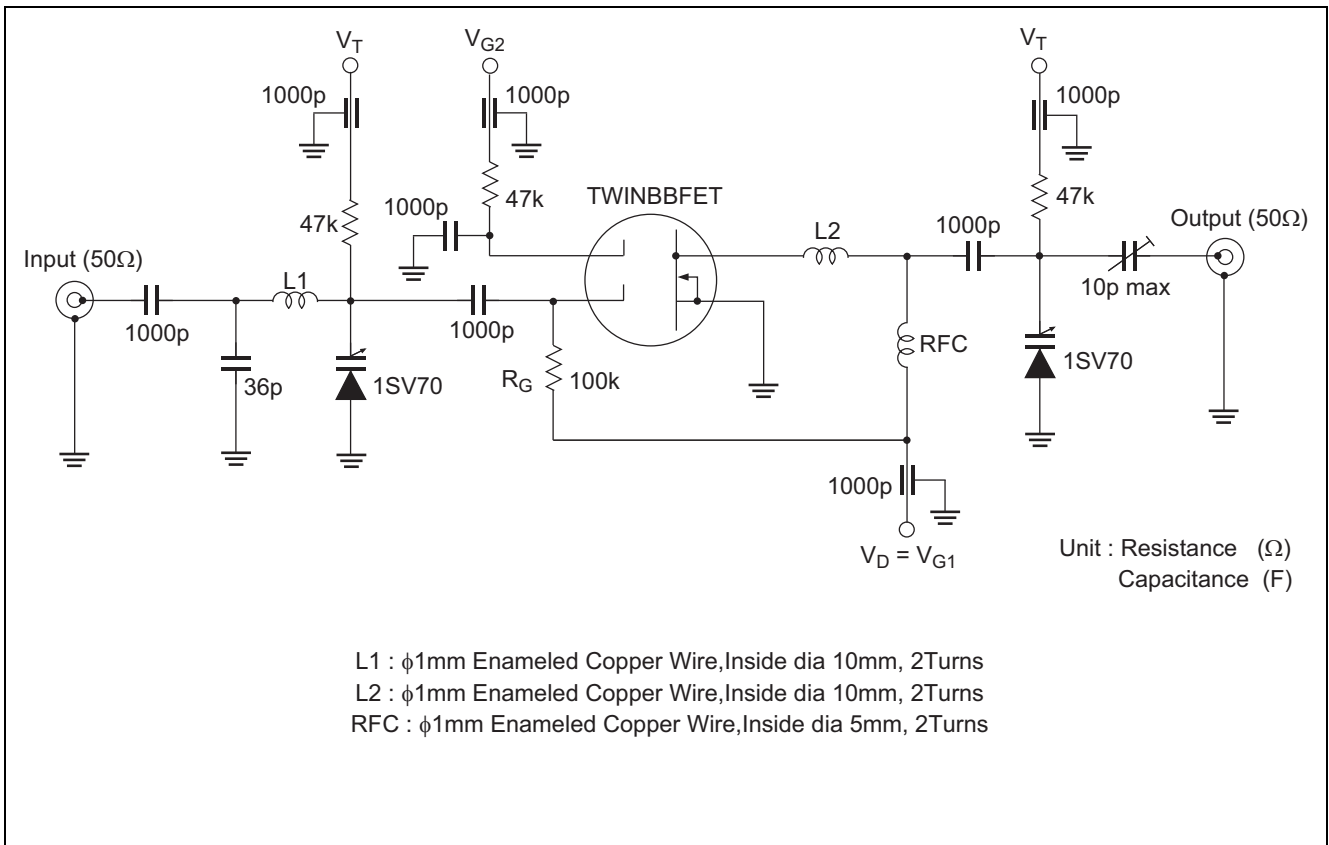 V_T
V_G2
V_T
1000p
1000p
1000p
47k
47k
47k
1000p
TWINBBFET
Input (50Ω)
L1
L2
1000p
Output (50Ω)
1000p
36p
1SV70
1000p
R_G 100k
RFC
10p max
1SV70
1000p
V_D = V_G1
Unit : Resistance (Ω)
Capacitance (F)
L1 : ϕ1mm Enameled Copper Wire,Inside dia 10mm, 2Turns
L2 : ϕ1mm Enameled Copper Wire,Inside dia 10mm, 2Turns
RFC : ϕ1mm Enameled Copper Wire,Inside dia 5mm, 2Turns